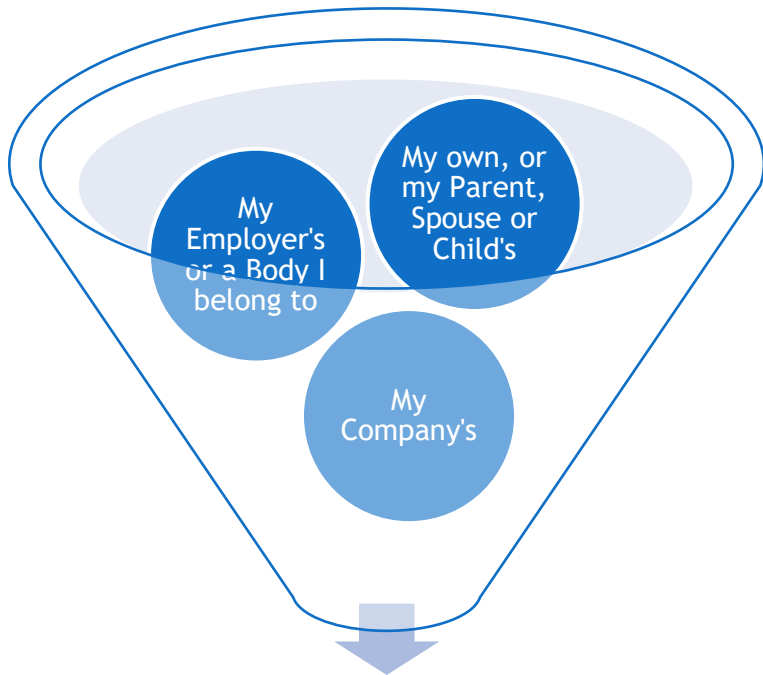 My own, or
my Parent,
Spouse or
Child's
My
Employer's
or a Body I
belong to
My
Company's